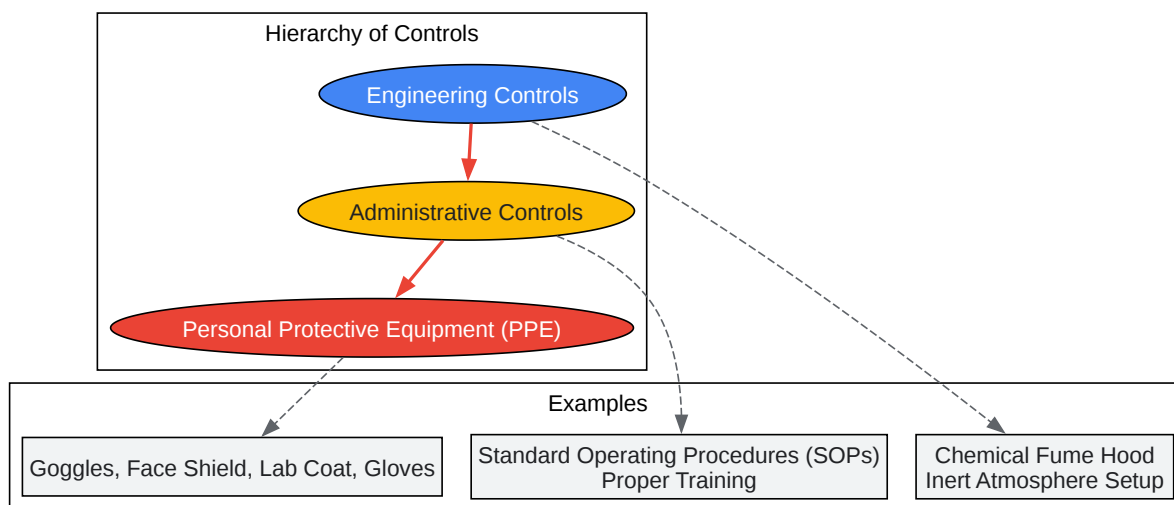 Hierarchy of Controls
Engineering Controls
Administrative Controls
Personal Protective Equipment (PPE)
Examples
Goggles, Face Shield, Lab Coat, Gloves
Standard Operating Procedures (SOPs)
Proper Training
Chemical Fume Hood
Inert Atmosphere Setup